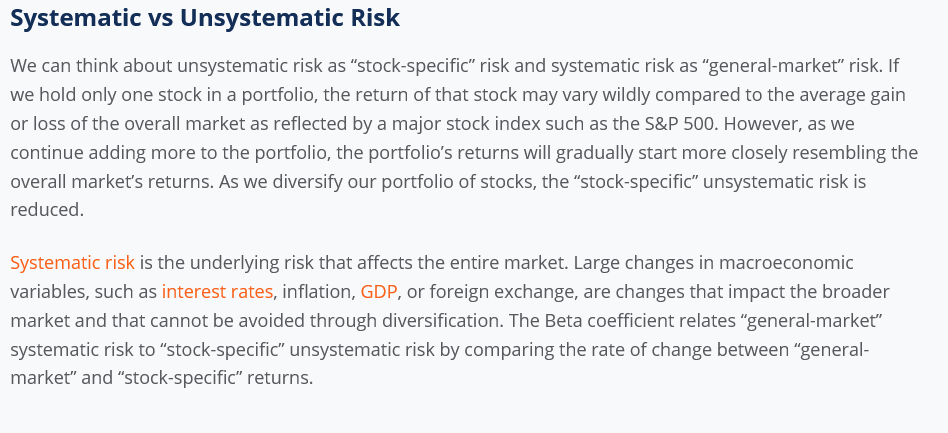 Systematic vs Unsystematic Risk
We can think about unsystematic risk as “stock-specific” risk and systematic risk as “general-market” risk. If
we hold only one stock in a portfolio, the return of that stock may vary wildly compared to the average gain
or loss of the overall market as reflected by a major stock index such as the S&P 500. However, as we
continue adding more to the portfolio, the portfolio’s returns will gradually start more closely resembling the
overall market’s returns. As we diversify our portfolio of stocks, the “stock-specific” unsystematic risk is
reduced.
Systematic risk is the underlying risk that affects the entire market. Large changes in macroeconomic
variables, such as interest rates, inflation, GDP, or foreign exchange, are changes that impact the broader
market and that cannot be avoided through diversification. The Beta coefficient relates “general-market”
systematic risk to “stock-specific” unsystematic risk by comparing the rate of change between “general-
market” and “stock-specific” returns.